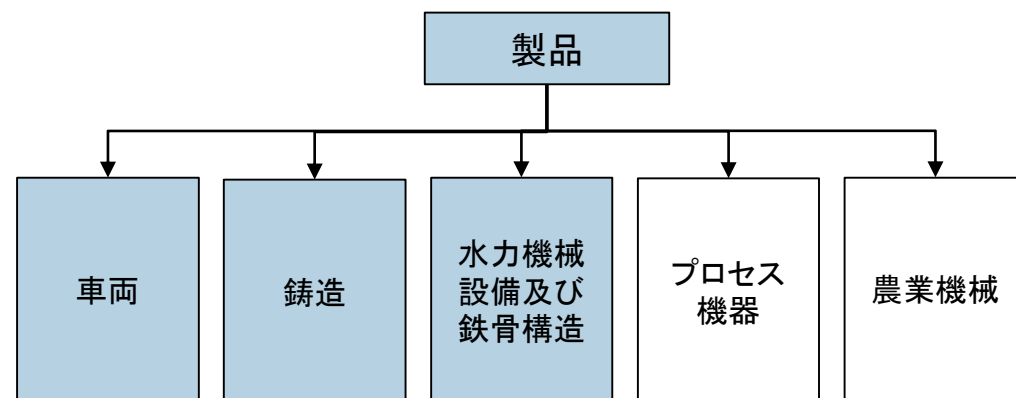 製品
車両
鋳造
水力機械
設備及び
鉄骨構造
プロセス
機器
農業機械